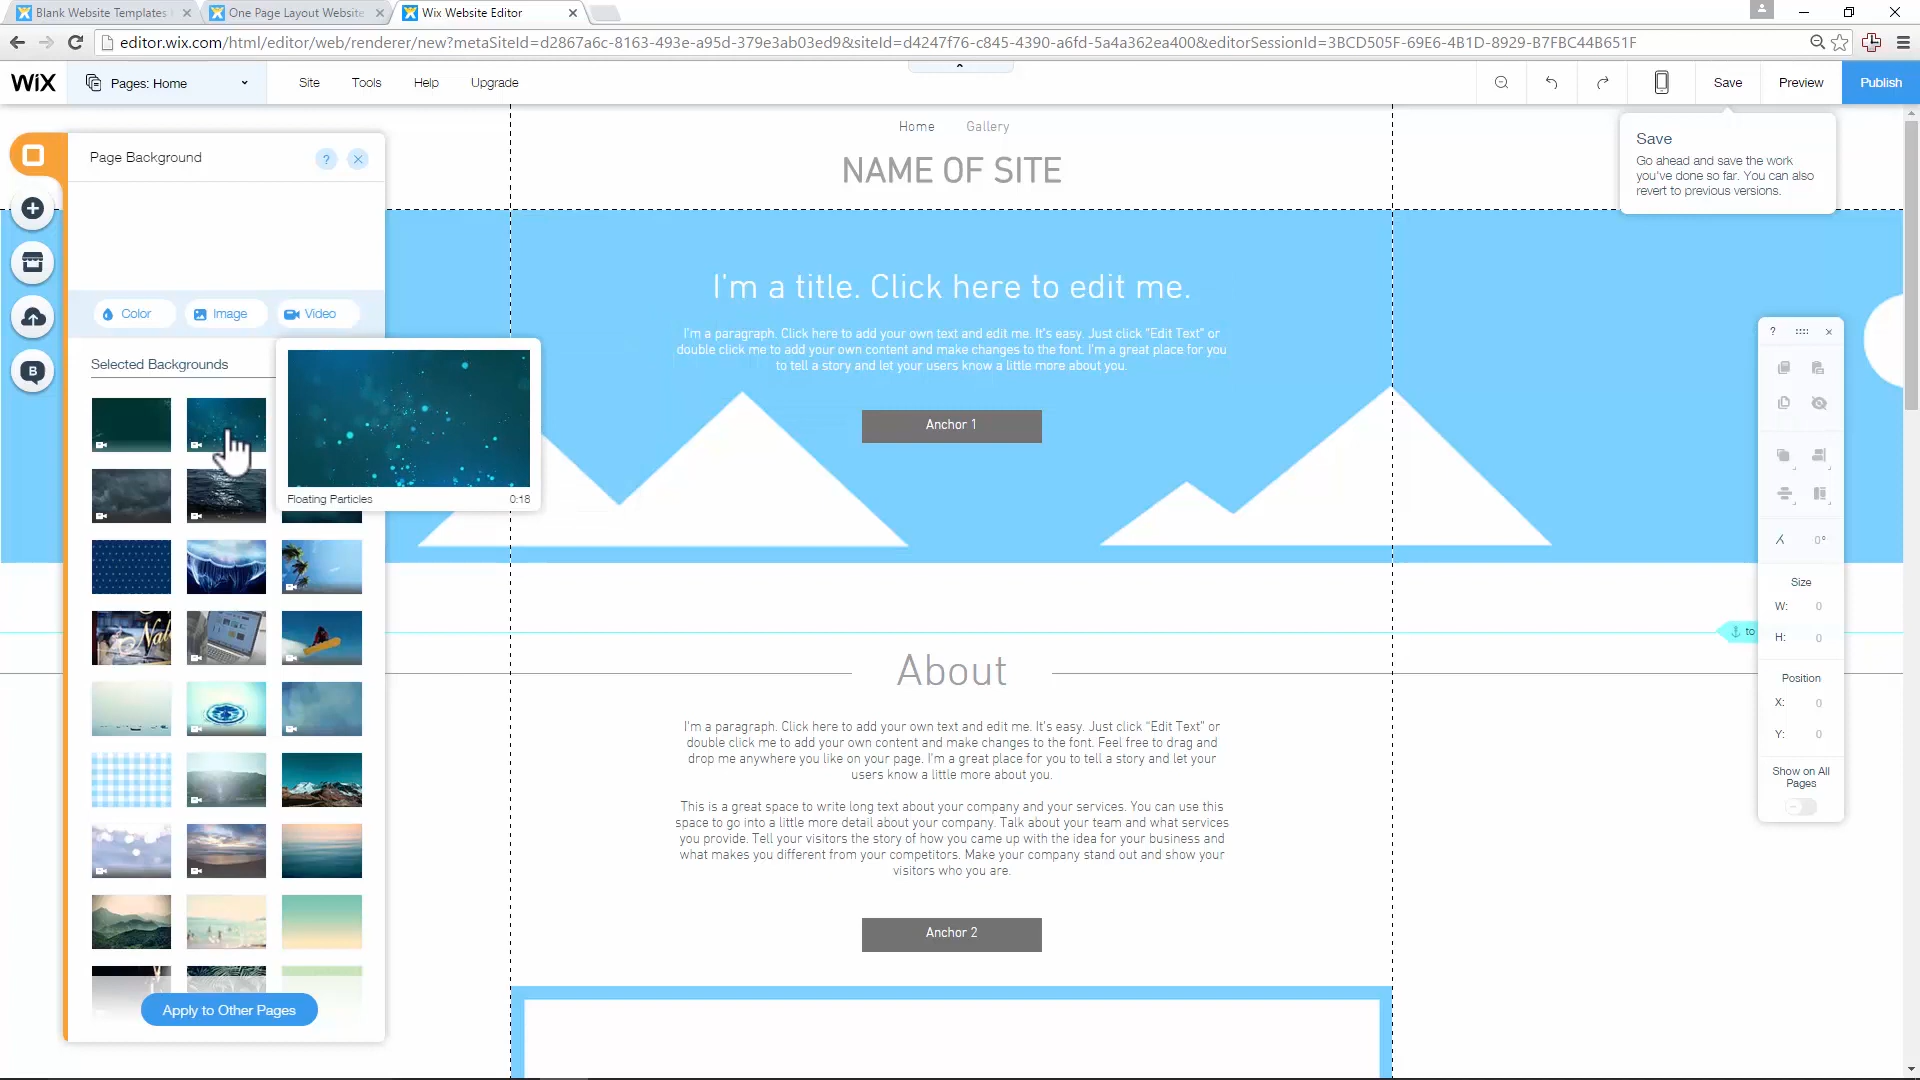 Blank Website Templates
One Page Layout Website
Wix Website Editor
editor.wix.com/html/editor/web/renderer/new?metaSiteId=d2867a6c-8163-493e-a95d-379e3ab03ed9&siteId=d4247f76-c845-4390-a6fd-5a4a362ea400&editorSessionId=3BCD505F-69E6-4B1D-8929-B7FBC44B651F
WiX
Pages: Home
Site
Tools
Help
Upgrade
Save
Preview
Publish
Page Background
?
Color
Image
Video
Selected Backgrounds
Floating Particles
0:18
Apply to Other Pages
B
Home
Gallery
NAME OF SITE
I'm a title. Click here to edit me.
I'm a paragraph. Click here to add your own text and edit me. It's easy. Just click "Edit Text" or
double click me to add your own content and make changes to the font. I'm a great place for you
to tell a story and let your users know a little more about you.
Anchor 1
About
I'm a paragraph. Click here to add your own text and edit me. It's easy. Just click "Edit Text" or
double click me to add your own content and make changes to the font. Feel free to drag and
drop me anywhere you like on your page. I'm a great place for you to tell a story and let your
users know a little more about you.
This is a great space to write long text about your company and your services. You can use this
space to go into a little more detail about your company. Talk about your team and what services
you provide. Tell your visitors the story of how you came up with the idea for your business and
what makes you different from your competitors. Make your company stand out and show your
visitors who you are.
Anchor 2
Save
Go ahead and save the work
you've done so far. You can also
revert to previous versions.
to
?
0°
Size
W: 0
H: 0
Position
X: 0
Y: 0
Show on All
Pages